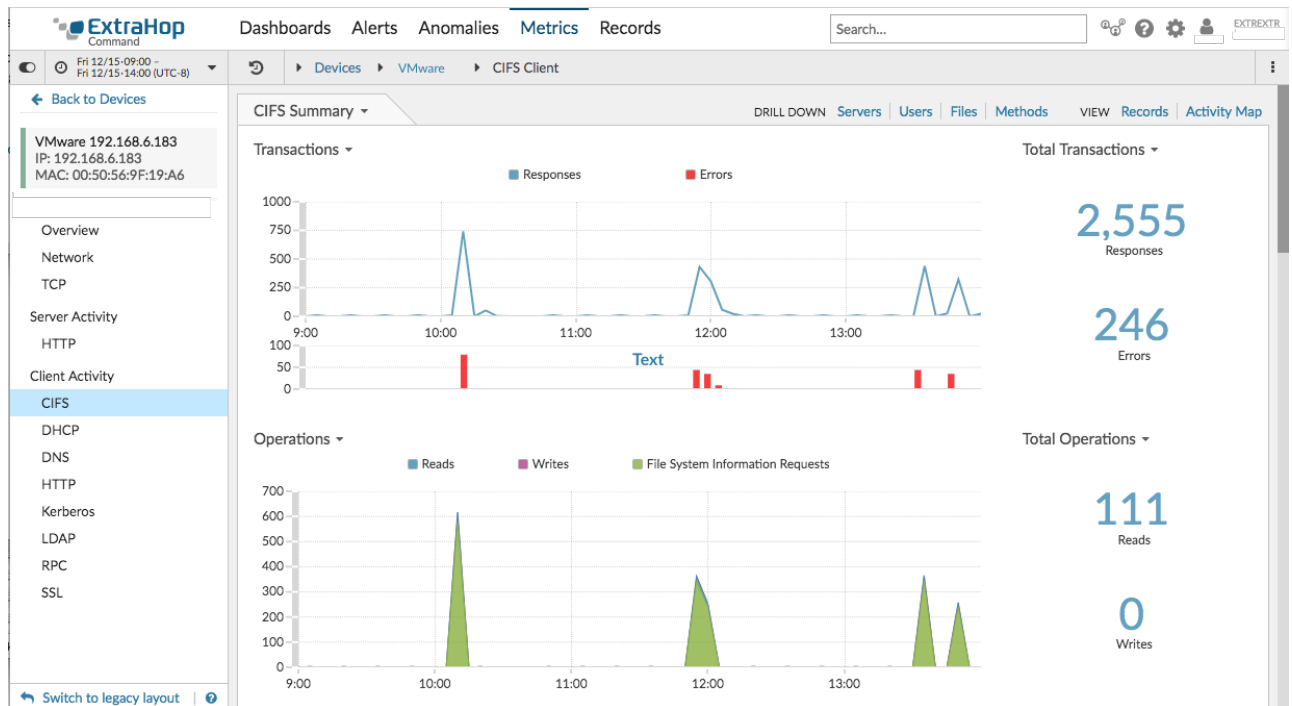 ExtraHop
Command
Dashboards Alerts Anomalies Metrics Records
Search...
EXTREXTR
Fri 12/15-09:00 –
Fri 12/15-14:00 (UTC-8)
Devices VMware CIFS Client
Back to Devices
VMware 192.168.6.183
IP: 192.168.6.183
MAC: 00:50:56:9F:19:A6
Overview
Network
TCP
Server Activity
HTTP
Client Activity
CIFS
DHCP
DNS
HTTP
Kerberos
LDAP
RPC
SSL
Switch to legacy layout
CIFS Summary
DRILL DOWN Servers Users Files Methods VIEW Records Activity Map
Transactions
Responses Errors
1000
750
500
250
0
9:00 10:00 11:00 12:00 13:00
100
50
0
Text
Total Transactions
2,555
Responses
246
Errors
Operations
Reads Writes File System Information Requests
700
600
500
400
300
200
100
0
9:00 10:00 11:00 12:00 13:00
Total Operations
111
Reads
0
Writes